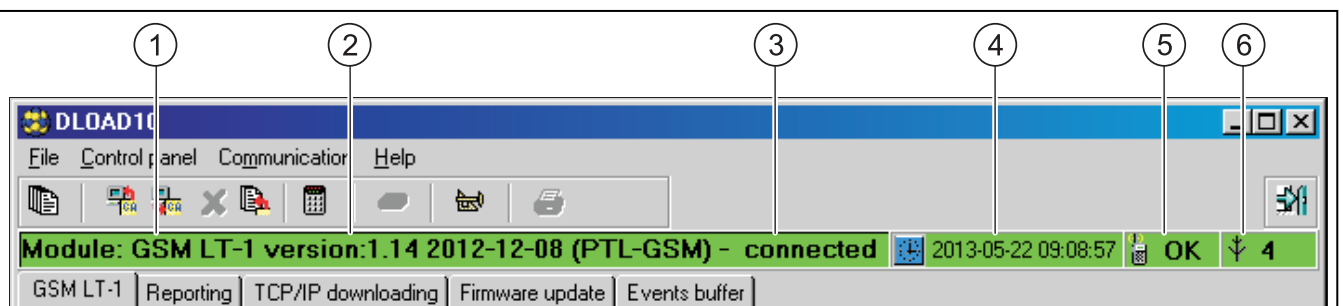 1 2 3 4 5 6
DLOAD10
File Control panel Communication Help
Module: GSM LT-1 version:1.14 2012-12-08 (PTL-GSM) - connected 2013-05-22 09:08:57 OK 4
GSM LT-1 Reporting TCP/IP downloading Firmware update Events buffer